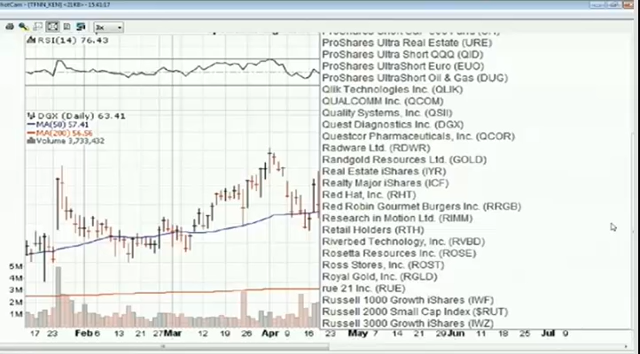 3x
RSI(14) 76.43
DGX (Daily) 63.41
MA(50) 57.41
MA(200) 56.56
Volume 3,733,432
5M
4M
3M
2M
1M
17 23 Feb 6 13 21 27 Mar 12 19 26 Apr 9 16 23 May 7 14 21 29 Jun 11 18 25 Jul 9
ProShares Ultra Real Estate (URE)
ProShares Ultra Short QQQ (QID)
ProShares UltraShort Euro (EUO)
ProShares UltraShort Oil & Gas (DUG)
Qlik Technologies Inc. (QLIK)
QUALCOMM Inc. (QCOM)
Quality Systems, Inc. (QSII)
Quest Diagnostics Inc. (DGX)
Questcor Pharmaceuticals, Inc. (QCOR)
Radware Ltd. (RDWR)
Randgold Resources Ltd. (GOLD)
Real Estate iShares (IYR)
Realty Major iShares (ICF)
Red Hat, Inc. (RHT)
Red Robin Gourmet Burgers Inc. (RRGB)
Research in Motion Ltd. (RIMM)
Retail Holders (RTH)
Riverbed Technology, Inc. (RVBD)
Rosetta Resources Inc. (ROSE)
Ross Stores, Inc. (ROST)
Royal Gold, Inc. (RGLD)
rue 21 Inc. (RUE)
Russell 1000 Growth iShares (IWF)
Russell 2000 Small Cap Index ($RUT)
Russell 3000 Growth iShares (IWZ)